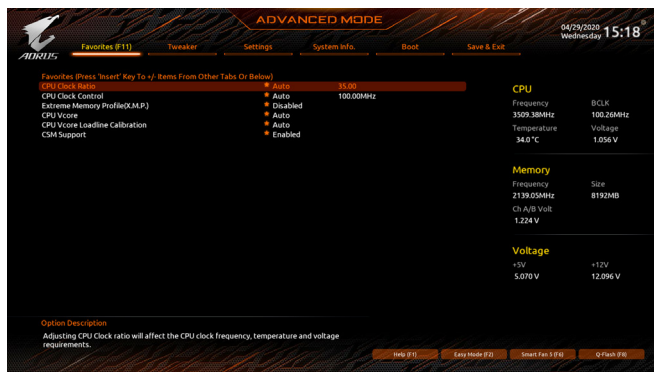 ADVANCED MODE
04/29/2020
Wednesday 15:18
AORUS
Favorites (F11) Tweaker Settings System Info. Boot Save & Exit
Favorites (Press 'Insert' Key To +/- Items From Other Tabs Or Below)
CPU Clock Ratio Auto 35.00
CPU Clock Control Auto 100.00MHz
Extreme Memory Profile(X.M.P.) Disabled
CPU Vcore Auto
CPU Vcore Loadline Calibration Auto
CSM Support Enabled
CPU
Frequency BCLK
3509.38MHz 100.26MHz
Temperature Voltage
34.0 °C 1.056 V
Memory
Frequency Size
2139.05MHz 8192MB
Ch A/B Volt
1.224 V
Voltage
+5V +12V
5.070 V 12.096 V
Option Description
Adjusting CPU Clock ratio will affect the CPU clock frequency, temperature and voltage
requirements.
Help (F1) Easy Mode (F2) Smart Fan 5 (F6) Q-Flash (F8)